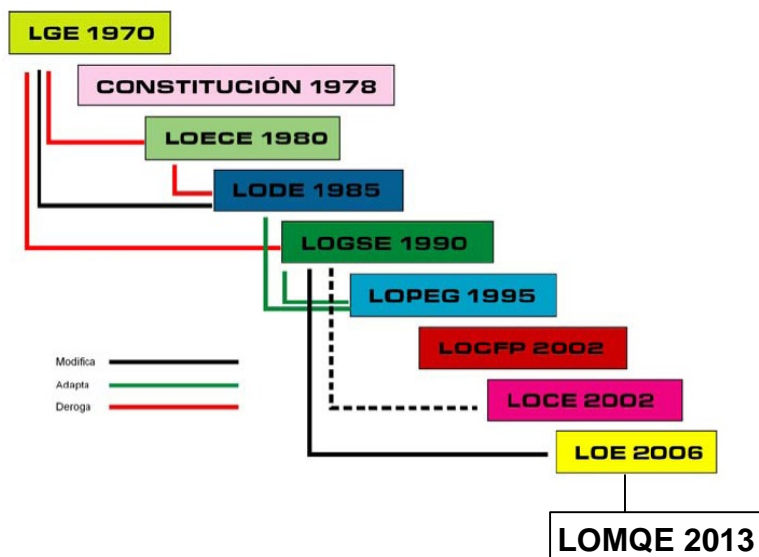 LGE 1970
CONSTITUCIÓN 1978
LOECE 1980
LODE 1985
LOGSE 1990
LOPEG 1995
LOCFP 2002
LOCE 2002
LOE 2006
LOMQE 2013
Modifica
Adapta
Deroga